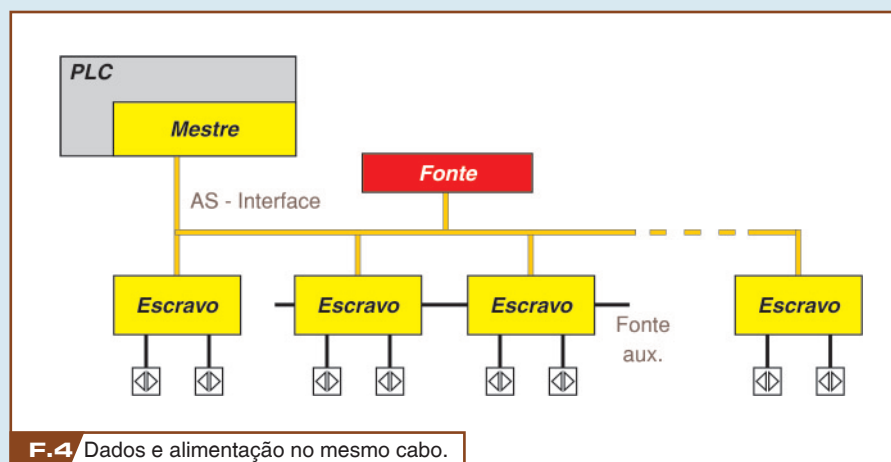 PLC
Mestre
Fonte
AS - Interface
Escravo
Escravo
Escravo
Escravo
Fonte
aux.
F.4 Dados e alimentação no mesmo cabo.